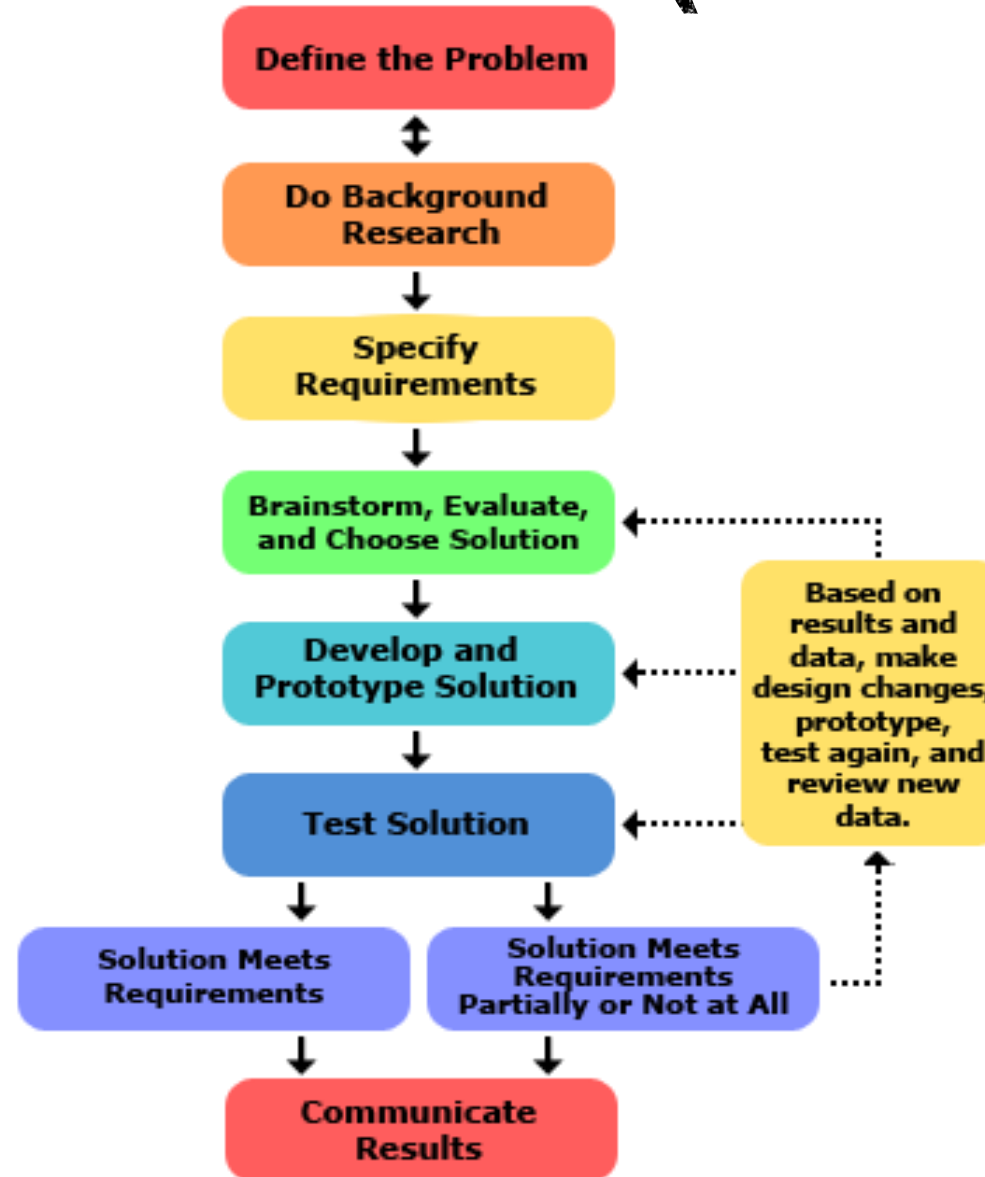 Define the Problem
Do Background
Research
Specify
Requirements
Brainstorm, Evaluate,
and Choose Solution
Based on
results and
data, make
design changes,
prototype,
test again, and
review new
data.
Develop and
Prototype Solution
Test Solution
Solution Meets
Requirements
Solution Meets
Requirements
Partially or Not at All
Communicate
Results